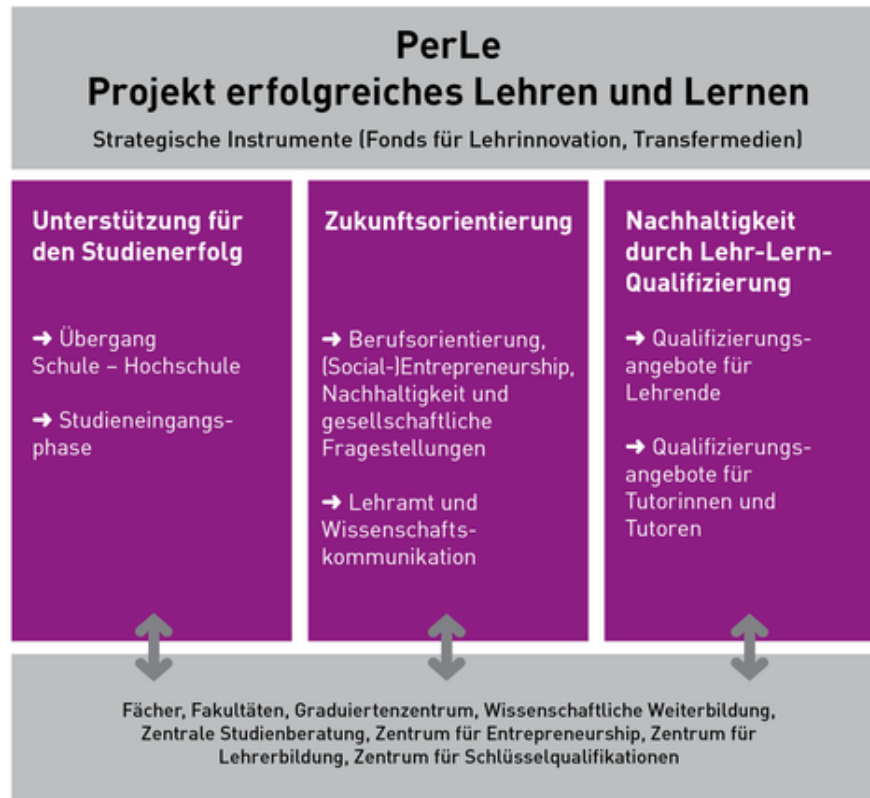 PerLe
Projekt erfolgreiches Lehren und Lernen
Strategische Instrumente (Fonds für Lehrinnovation, Transfermedien)
Unterstützung für
den Studienerfolg
➔ Übergang
Schule – Hochschule
➔ Studieneingangs-
phase
Zukunftsorientierung
➔ Berufsorientierung,
(Social-)Entrepreneurship,
Nachhaltigkeit und
gesellschaftliche
Fragestellungen
➔ Lehramt und
Wissenschafts-
kommunikation
Nachhaltigkeit
durch Lehr-Lern-
Qualifizierung
➔ Qualifizierungs-
angebote für
Lehrende
➔ Qualifizierungs-
angebote für
Tutorinnen und
Tutoren
Fächer, Fakultäten, Graduiertenzentrum, Wissenschaftliche Weiterbildung,
Zentrale Studienberatung, Zentrum für Entrepreneurship, Zentrum für
Lehrerbildung, Zentrum für Schlüsselqualifikationen